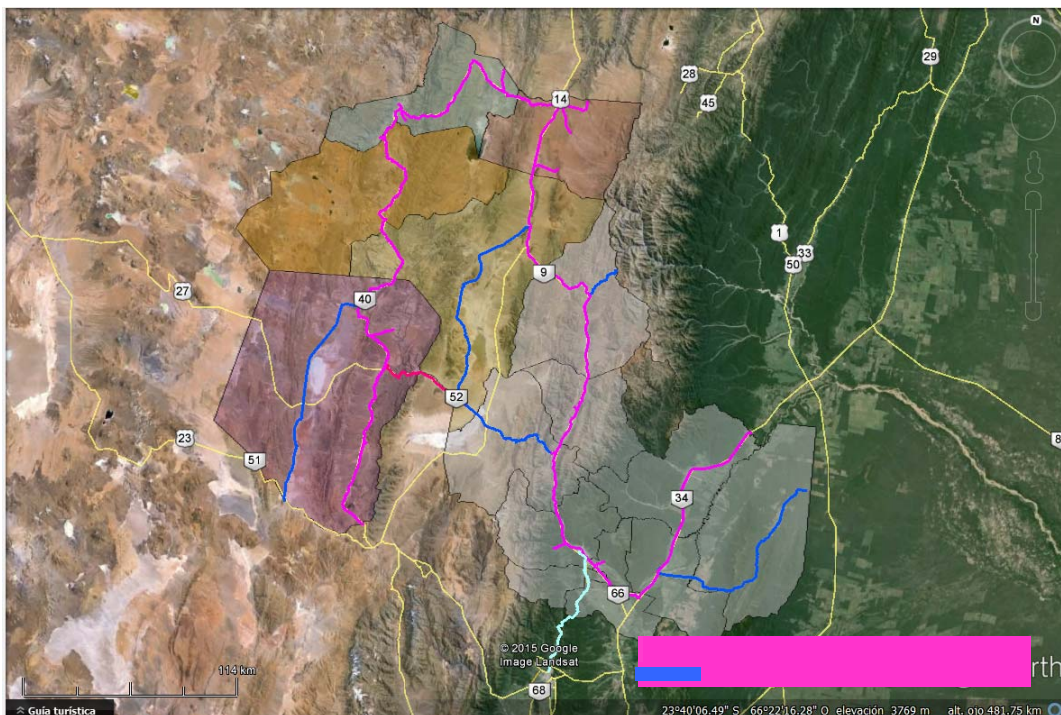 N
29
28
14
45
1
33
50
9
27
40
52
8
23
51
34
66
© 2015 Google
Image Landsat
114 km
rth
68
Guía turística
23°40'06.49" S 66°22'16.28" O elevación 3769 m alt. ojo 481.75 km